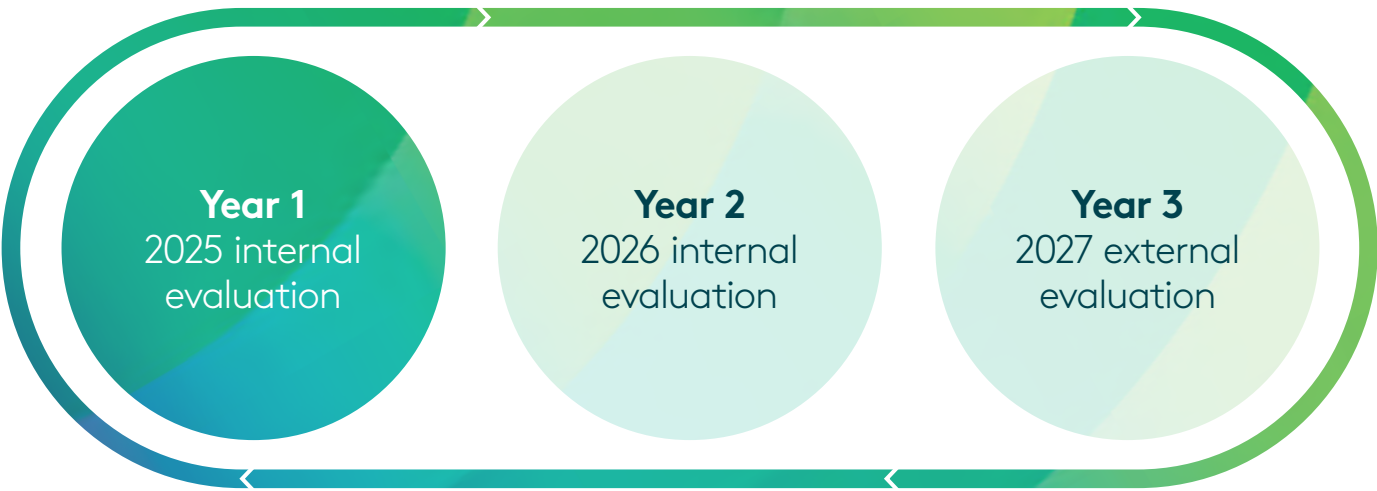 Year 1
2025 internal
evaluation
Year 2
2026 internal
evaluation
Year 3
2027 external
evaluation